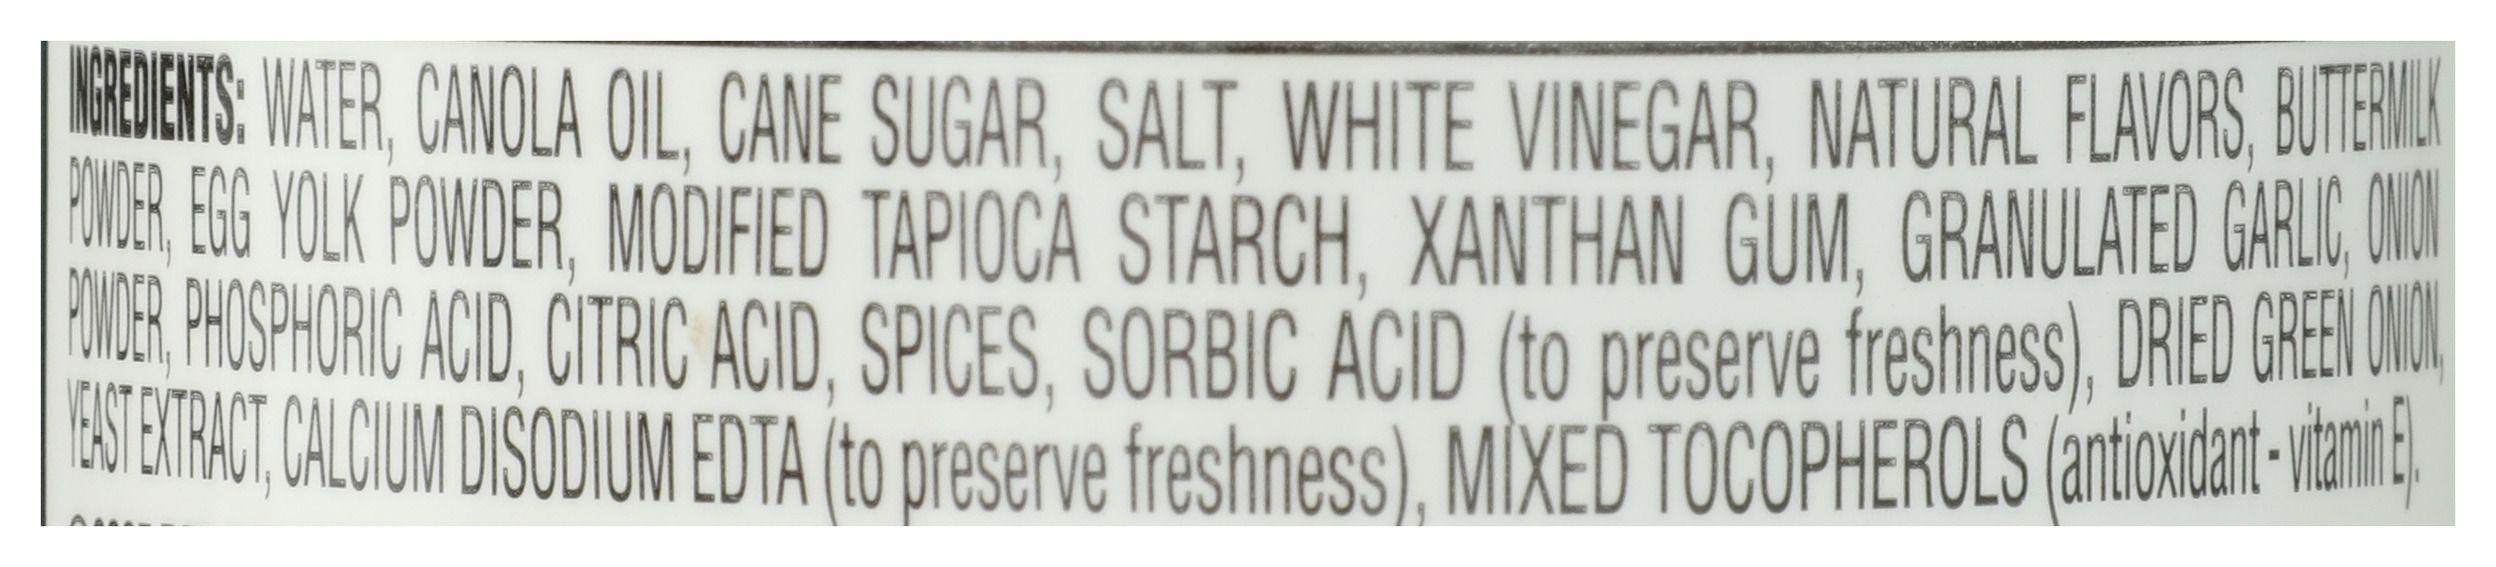 INGREDIENTS: WATER, CANOLA OIL, CANE SUGAR, SALT, WHITE VINEGAR, NATURAL FLAVORS, BUTTERMILK
POWDER, EGG YOLK POWDER, MODIFIED TAPIOCA STARCH, XANTHAN GUM, GRANULATED GARLIC, ONION
POWDER, PHOSPHORIC ACID, CITRIC ACID, SPICES, SORBIC ACID (to preserve freshness), DRIED GREEN ONION,
YEAST EXTRACT, CALCIUM DISODIUM EDTA (to preserve freshness), MIXED TOCOPHEROLS (antioxidant - vitamin E).